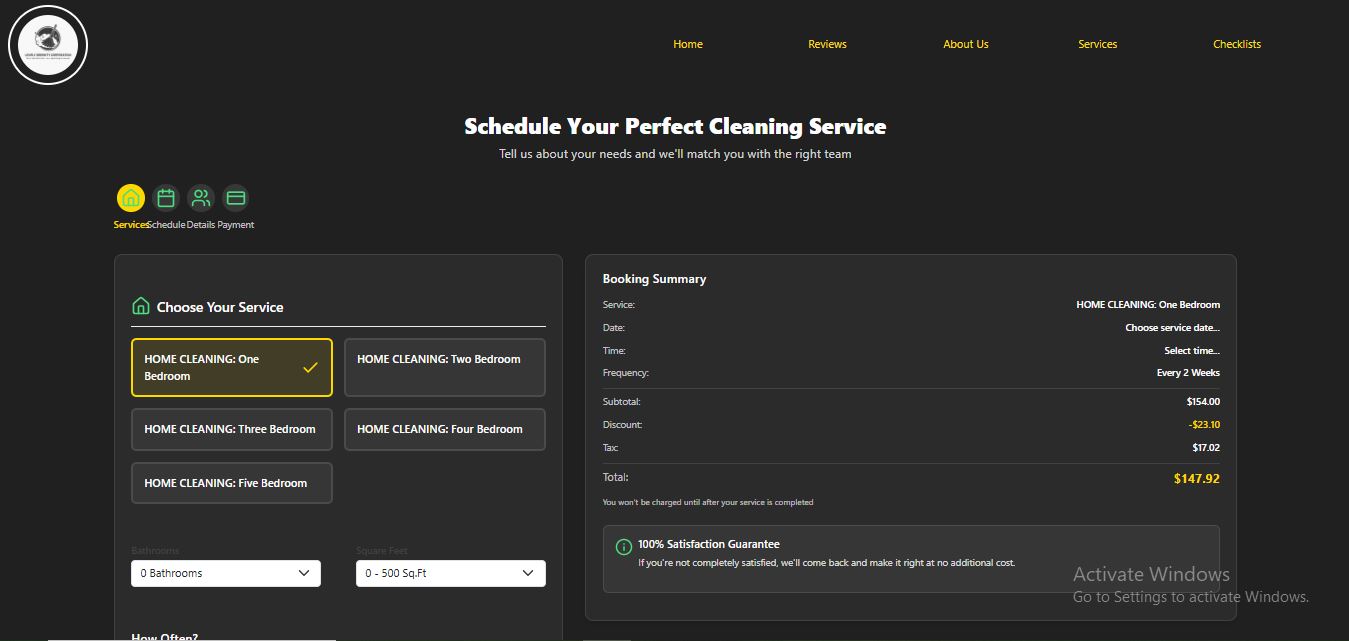 Home
Reviews
About Us
Services
Checklists
Schedule Your Perfect Cleaning Service
Tell us about your needs and we'll match you with the right team
Services
Schedule
Details
Payment
Choose Your Service
HOME CLEANING: One
Bedroom
HOME CLEANING: Two Bedroom
HOME CLEANING: Three Bedroom
HOME CLEANING: Four Bedroom
HOME CLEANING: Five Bedroom
Bathrooms
Square Feet
0 Bathrooms
0 - 500 Sq.Ft
How Often?
Booking Summary
Service: HOME CLEANING: One Bedroom
Date: Choose service date...
Time: Select time...
Frequency: Every 2 Weeks
Subtotal: $154.00
Discount: -$23.10
Tax: $17.02
Total: $147.92
You won't be charged until after your service is completed
100% Satisfaction Guarantee
If you're not completely satisfied, we'll come back and make it right at no additional cost.
Activate Windows
Go to Settings to activate Windows.